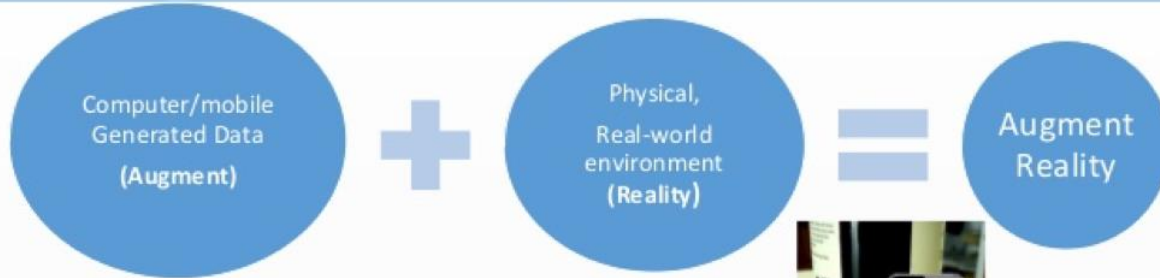 Computer/mobile
Generated Data
(Augment)
Physical,
Real-world
environment
(Reality)
Augment
Reality